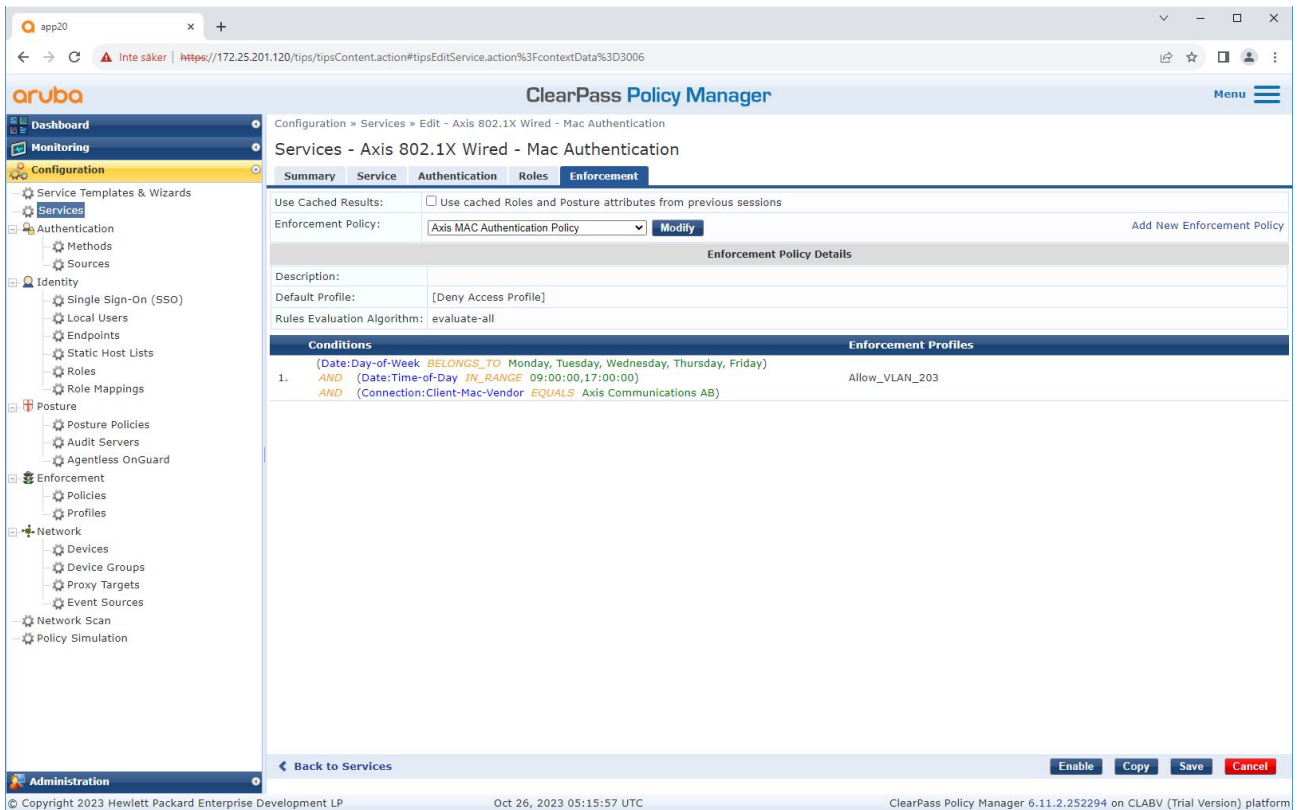 app20
Inte säker | https://172.25.201.120/tips/tipsContent.action#tipsEditService.action%3FcontextData%3D3006
aruba
ClearPass Policy Manager
Menu
Dashboard
Monitoring
Configuration
Service Templates & Wizards
Services
Authentication
Methods
Sources
Identity
Single Sign-On (SSO)
Local Users
Endpoints
Static Host Lists
Roles
Role Mappings
Posture
Posture Policies
Audit Servers
Agentless OnGuard
Enforcement
Policies
Profiles
Network
Devices
Device Groups
Proxy Targets
Event Sources
Network Scan
Policy Simulation
Administration
Configuration » Services » Edit - Axis 802.1X Wired - Mac Authentication
Services - Axis 802.1X Wired - Mac Authentication
Summary Service Authentication Roles Enforcement
Use Cached Results: Use cached Roles and Posture attributes from previous sessions
Enforcement Policy: Axis MAC Authentication Policy Modify Add New Enforcement Policy
Enforcement Policy Details
Description:
Default Profile: [Deny Access Profile]
Rules Evaluation Algorithm: evaluate-all
Conditions Enforcement Profiles
(Date:Day-of-Week BELONGS_TO Monday, Tuesday, Wednesday, Thursday, Friday)
1. AND (Date:Time-of-Day IN_RANGE 09:00:00,17:00:00) Allow_VLAN_203
AND (Connection:Client-Mac-Vendor EQUALS Axis Communications AB)
Back to Services Enable Copy Save Cancel
© Copyright 2023 Hewlett Packard Enterprise Development LP Oct 26, 2023 05:15:57 UTC ClearPass Policy Manager 6.11.2.252294 on CLABV (Trial Version) platform